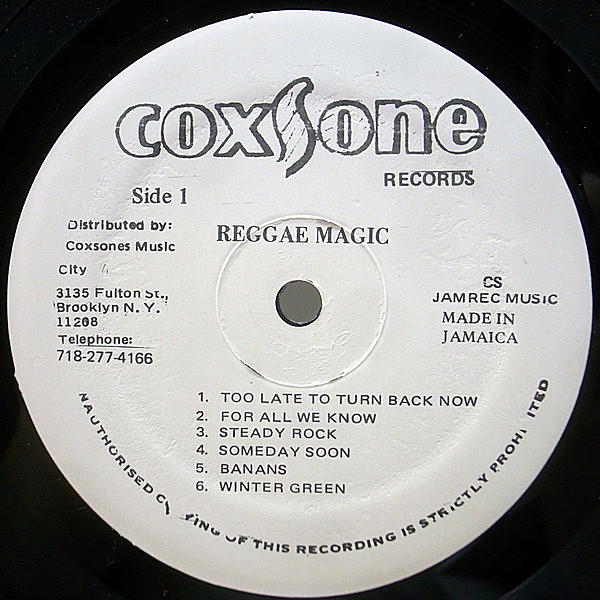 coxsone
RECORDS
Side 1
REGGAE MAGIC
Distributed by:
Coxsones Music
City
3135 Fulton St.,
Brooklyn N. Y.
11208
Telephone:
718-277-4166
CS
JAMREC MUSIC
MADE IN
JAMAICA
1. TOO LATE TO TURN BACK NOW
2. FOR ALL WE KNOW
3. STEADY ROCK
4. SOMEDAY SOON
5. BANANS
6. WINTER GREEN
NAUTHORISED C YING OF THIS RECORDING IS STRICTLY PROHI ITED